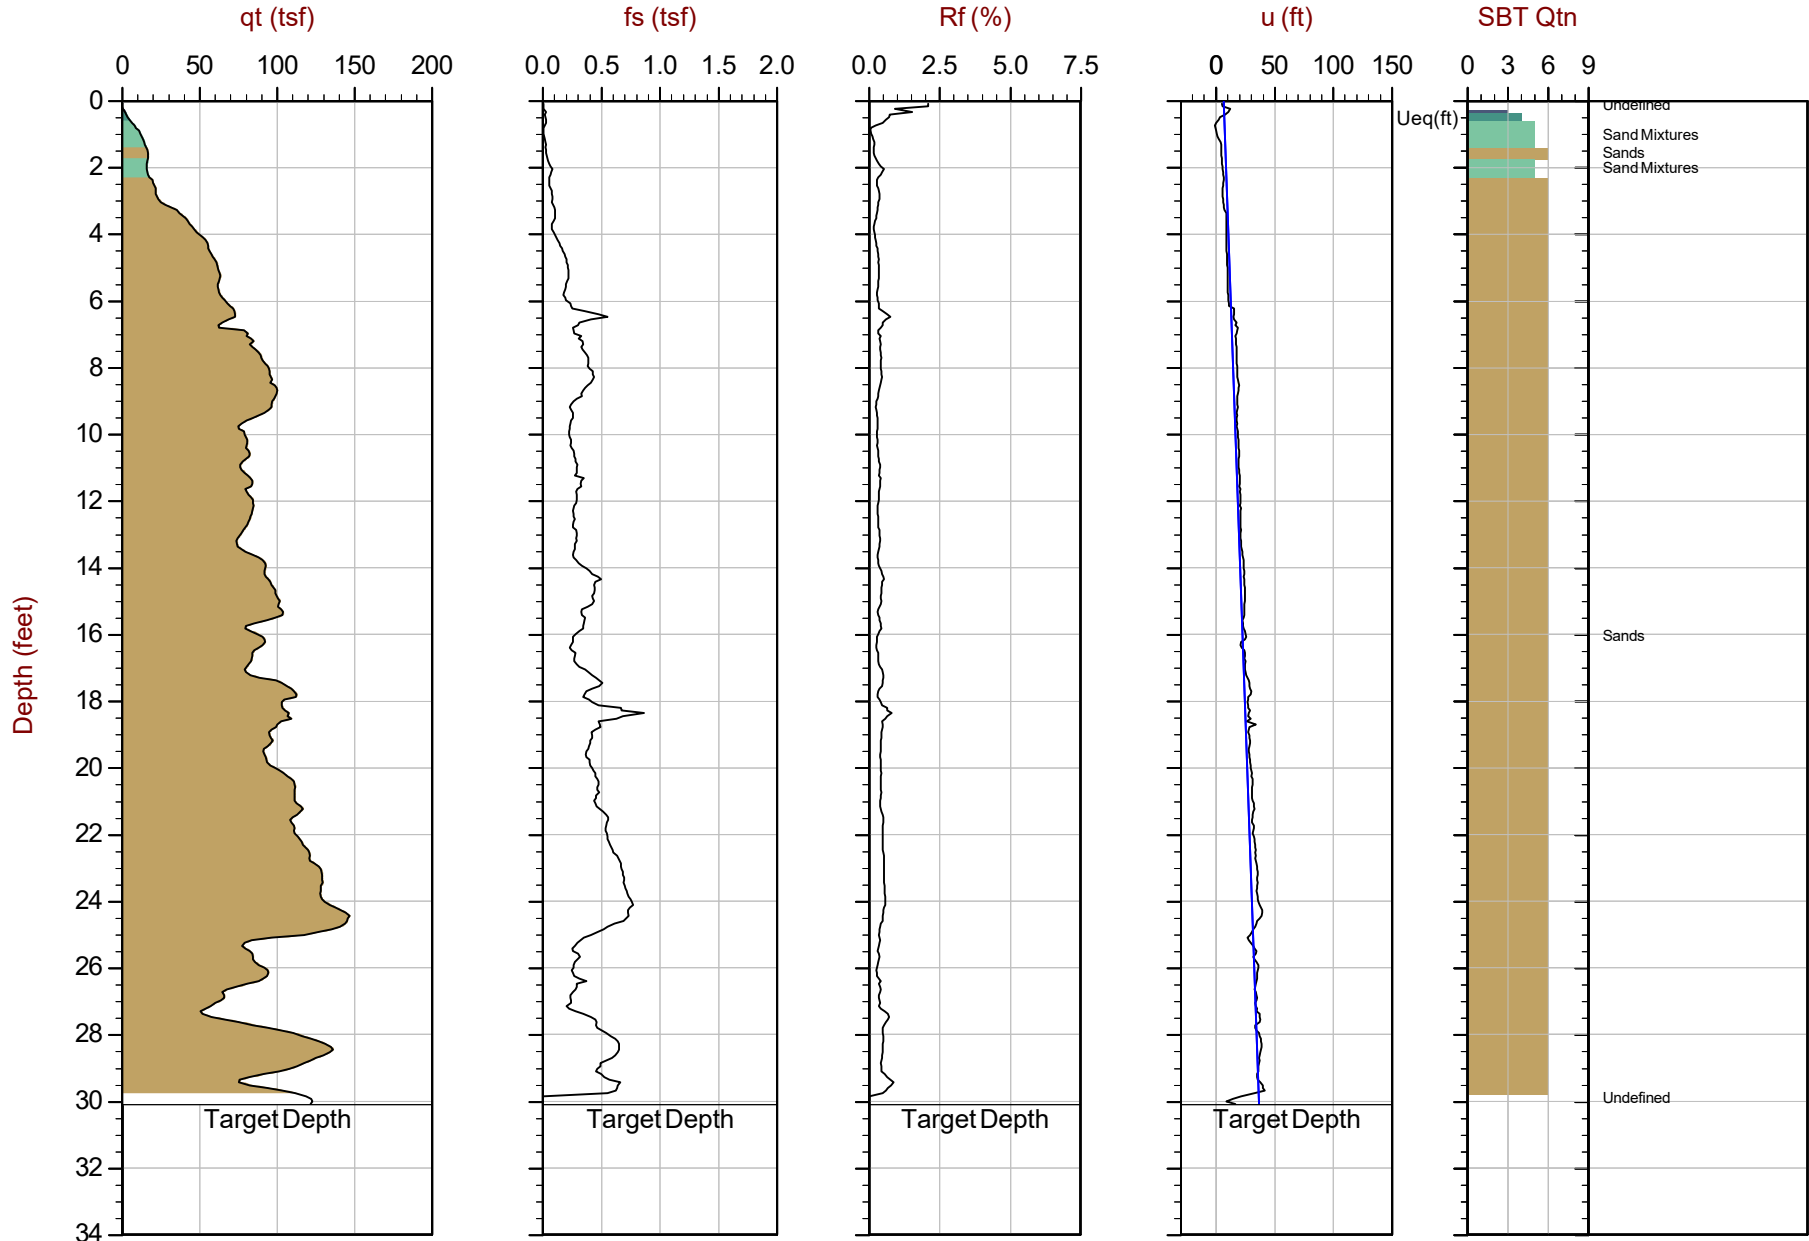 qt (tsf) fs (tsf) Rf (%) u (ft) SBT Qtn
0 50 100 150 200 0.0 0.5 1.0 1.5 2.0 0.0 2.5 5.0 7.5 0 50 100 150 0 3 6 9
0
Undefined
Ueq(ft)
Sand Mixtures
Sands
2
Sand Mixtures
4
6
8
10
12
14
Depth (feet)
16
Sands
18
20
22
24
26
28
30
Undefined
Target Depth Target Depth Target Depth Target Depth
32
34